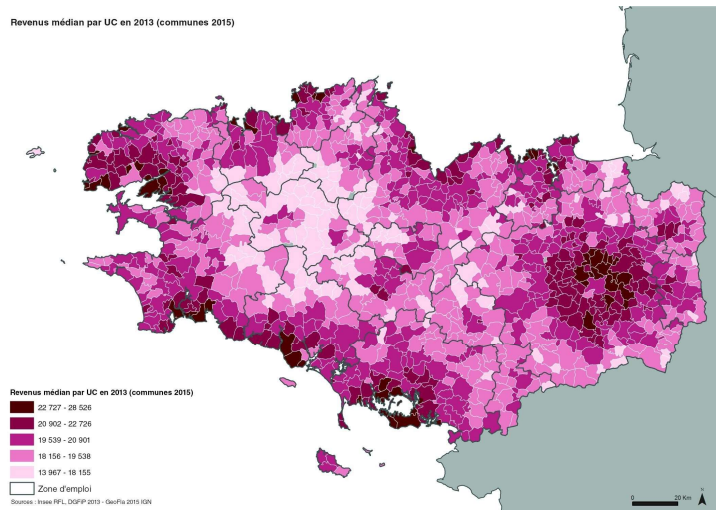 Revenus médian par UC en 2013 (communes 2015)
Revenus médian par UC en 2013 (communes 2015)
22 727 - 28 526
20 902 - 22 726
19 539 - 20 901
18 156 - 19 538
13 967 - 18 155
Zone d'emploi
Sources : Insee RFL, DGFiP 2013 - GeoFla 2015 IGN
0 20 Km
N